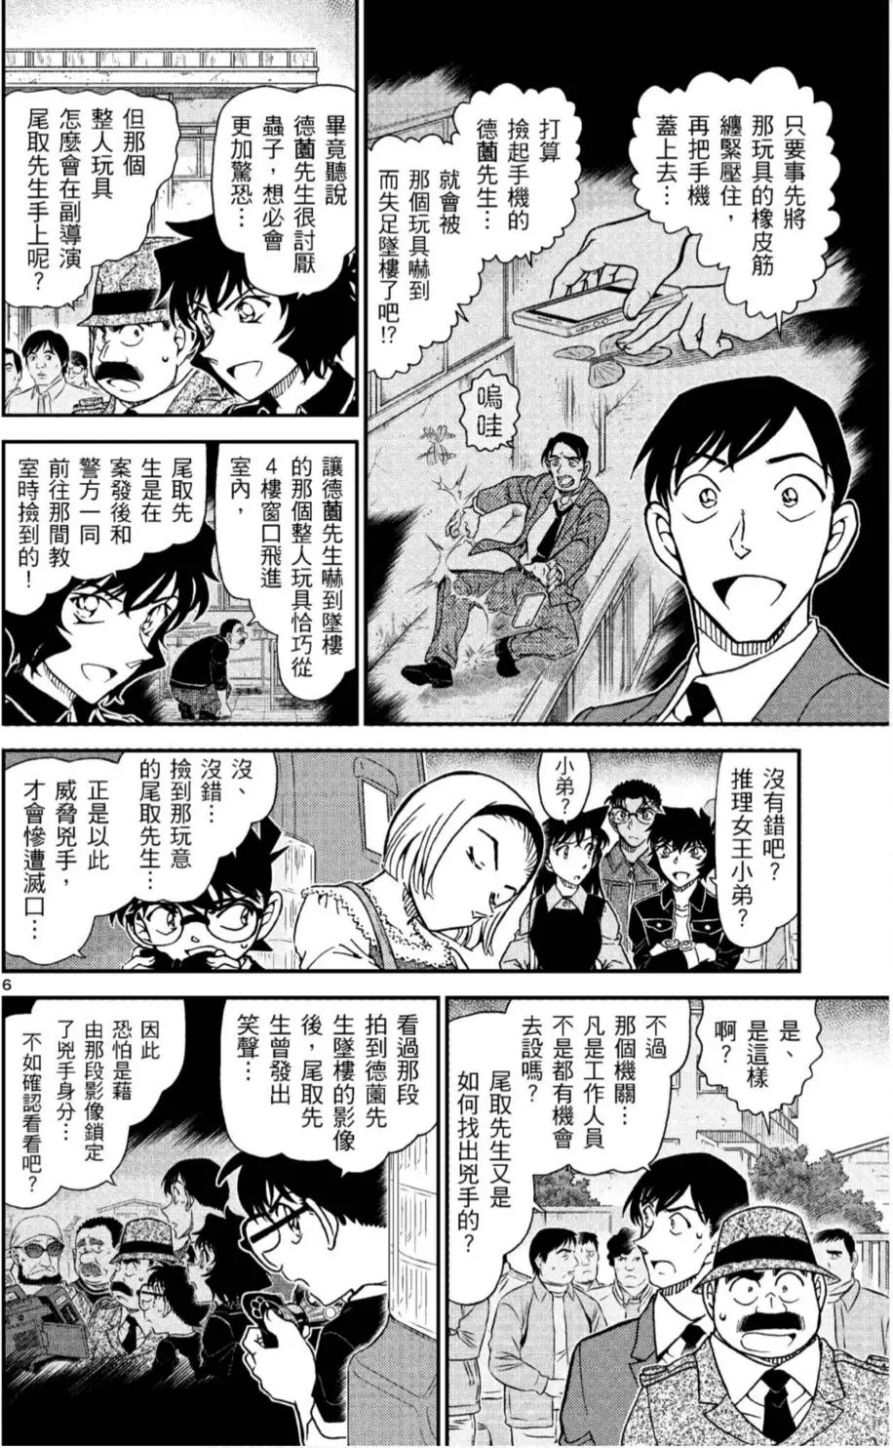 只要事先將
那玩具的橡皮筋
纏緊壓住，
再把手機
蓋上去…
打算
撿起手機的
德薗先生…
就會被
那個玩具嚇到
而失足墜樓了吧!?
嗚哇
畢竟聽說
德薗先生很討厭
蟲子，想必會
更加驚恐…
但那個
整人玩具
怎麼會在副導演
尾取先生手上呢？
讓德薗先生嚇到墜樓
的那個整人玩具恰巧從
4樓窗口飛進
室內，
尾取先
生是在
案發後和
警方一同
前往那間教
室時撿到的！
沒有錯吧？
推理女王小弟？
小弟？
沒、
沒錯…
撿到那玩意
的尾取先生…
正是以此
威脅兇手，
才會慘遭滅口…
6
是、
是這樣
啊？
不過
那個機關…
凡是工作人員
不是都有機會
去設嗎？
尾取先生又是
如何找出兇手的？
看過那段
拍到德薗先
生墜樓的影像
後，尾取先
生曾發出
笑聲…
因此
恐怕是藉
由那段影像鎖定
了兇手身分…
不如確認看看吧？